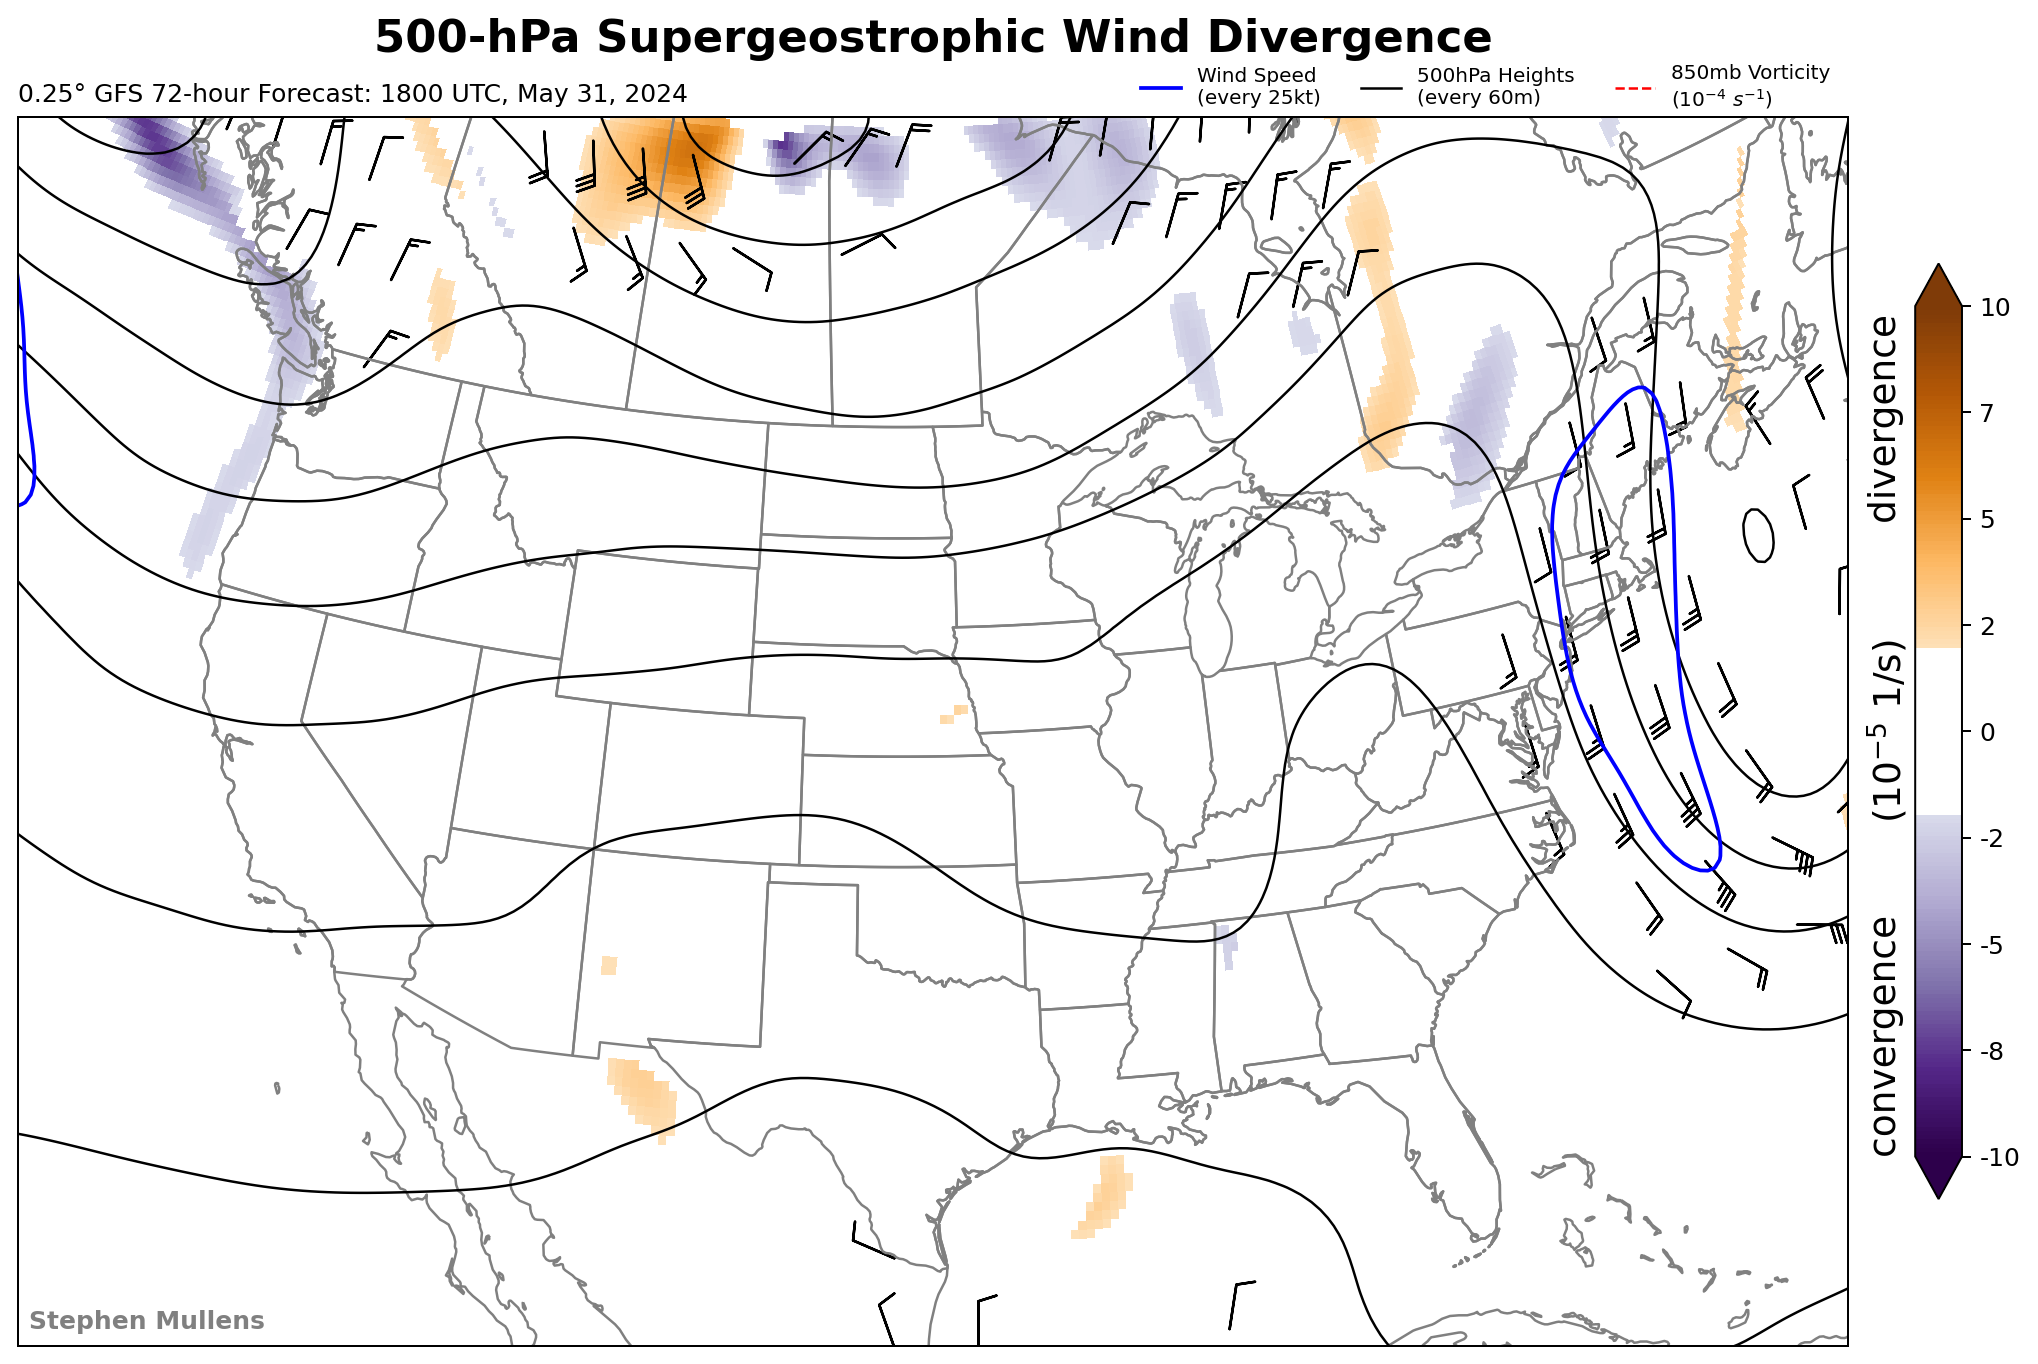 500-hPa Supergeostrophic Wind Divergence
0.25° GFS 72-hour Forecast: 1800 UTC, May 31, 2024
Wind Speed
(every 25kt)
500hPa Heights
(every 60m)
850mb Vorticity
(10⁻⁴ s⁻¹)
10
7
5
2
0
-2
-5
-8
-10
convergence (10⁻⁵ 1/s) divergence
Stephen Mullens